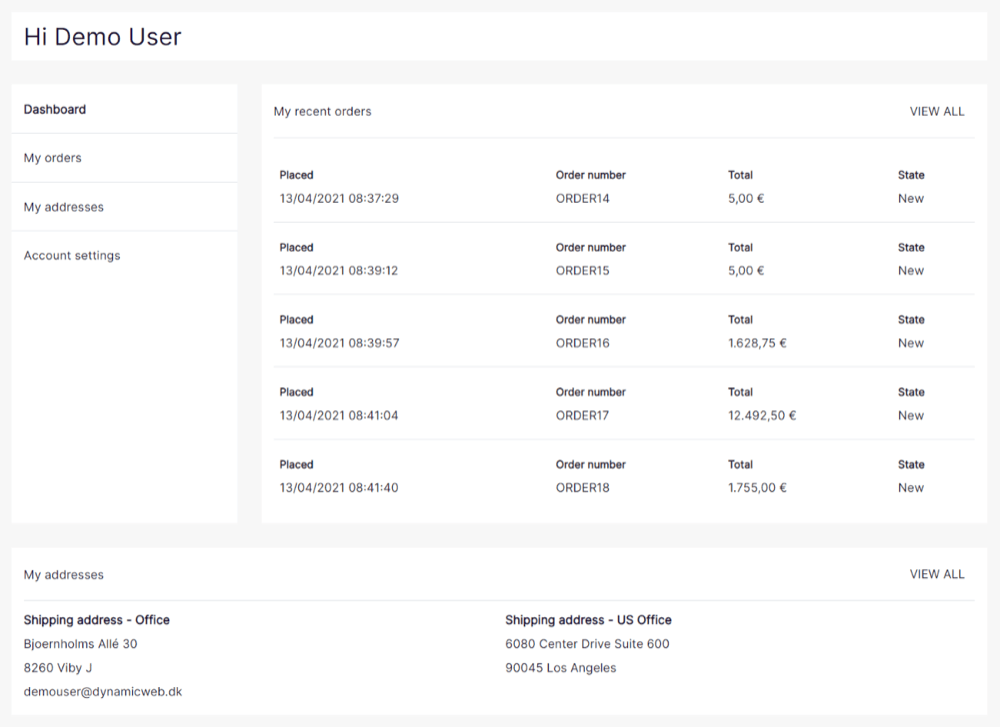 Hi Demo User
Dashboard
My orders
My addresses
Account settings
My recent orders VIEW ALL
Placed Order number Total State
13/04/2021 08:37:29 ORDER14 5,00 € New
Placed Order number Total State
13/04/2021 08:39:12 ORDER15 5,00 € New
Placed Order number Total State
13/04/2021 08:39:57 ORDER16 1.628,75 € New
Placed Order number Total State
13/04/2021 08:41:04 ORDER17 12.492,50 € New
Placed Order number Total State
13/04/2021 08:41:40 ORDER18 1.755,00 € New
My addresses VIEW ALL
Shipping address - Office
Bjoernholms Allé 30
8260 Viby J
demouser@dynamicweb.dk
Shipping address - US Office
6080 Center Drive Suite 600
90045 Los Angeles